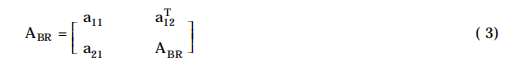 A_BR = [ a_11 a_12^T ( 3)
a_21 A_BR ]